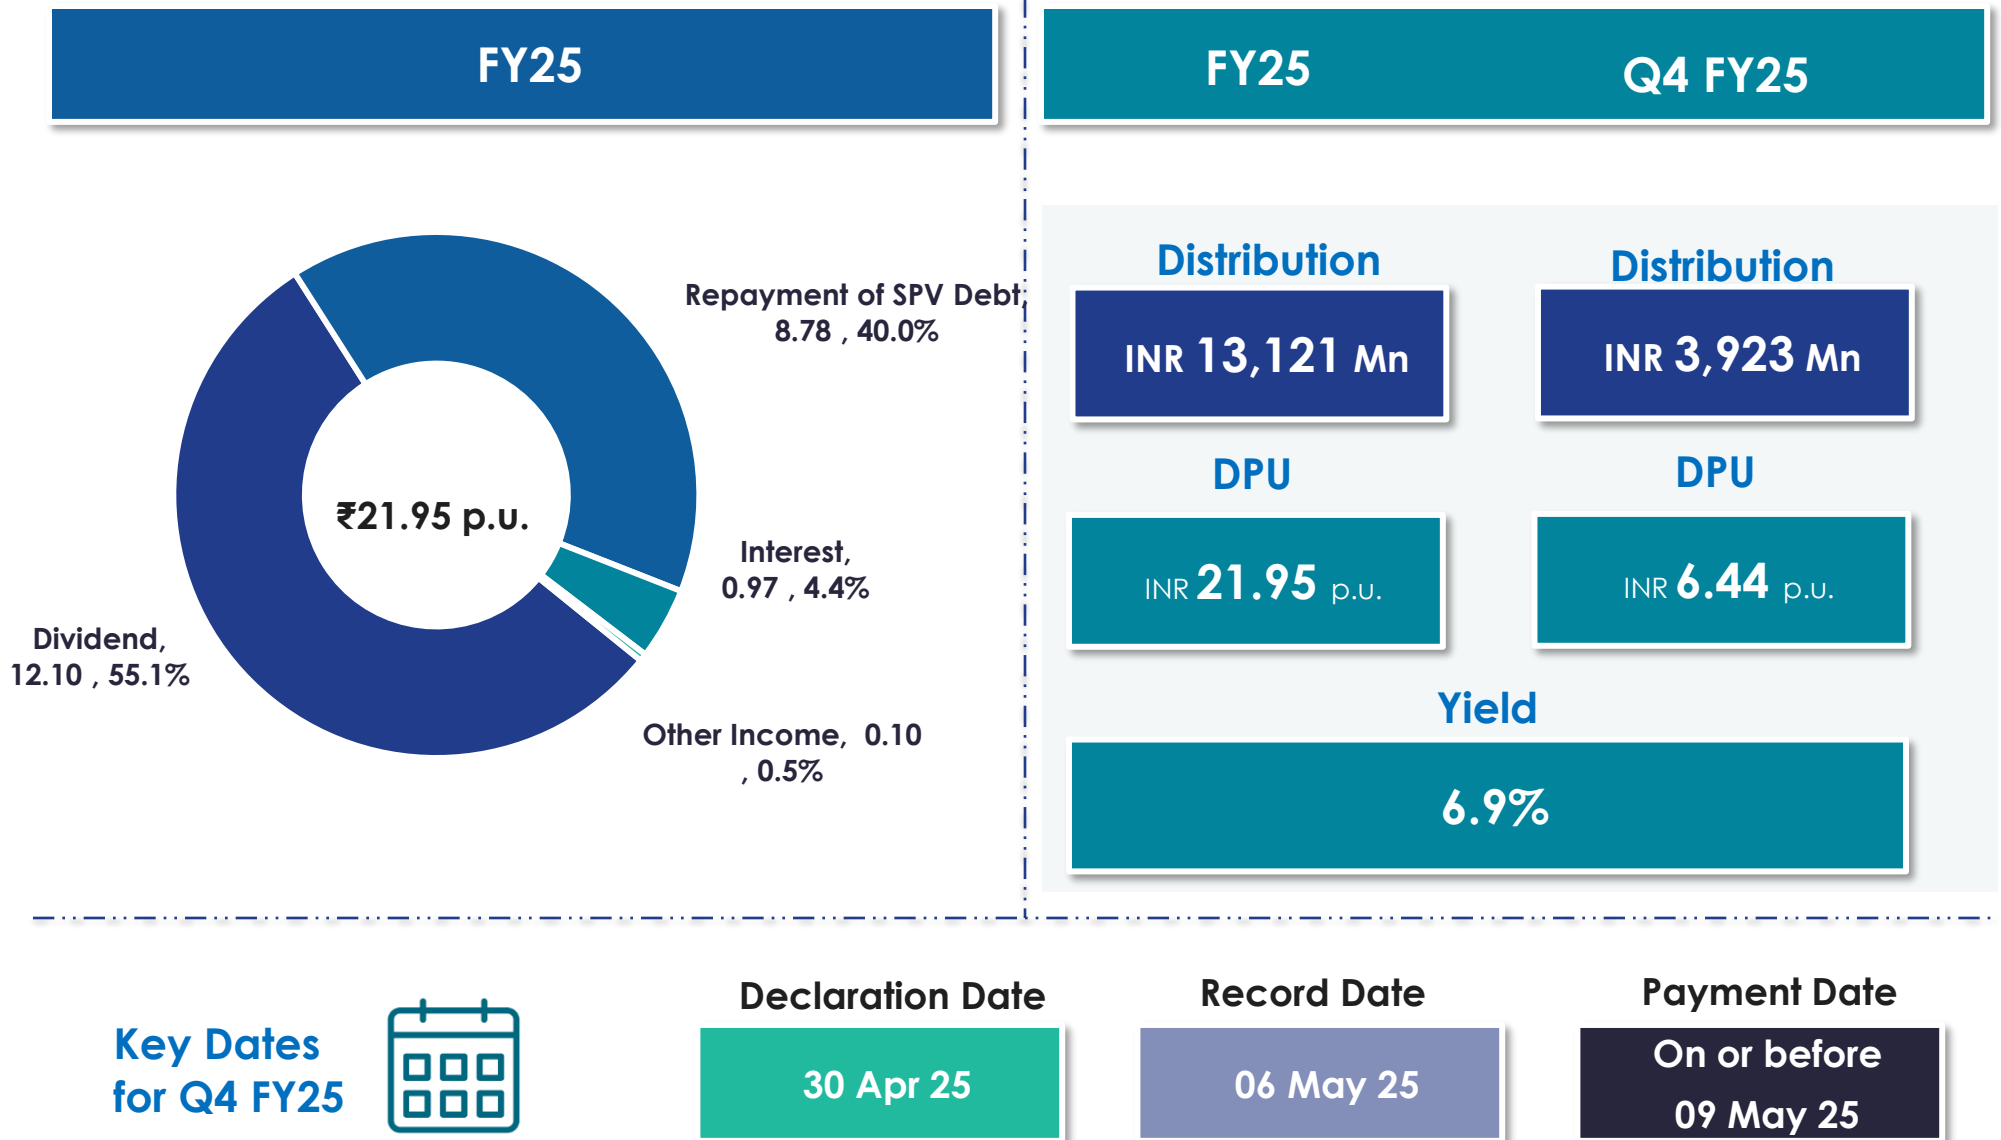 FY25
FY25
Q4 FY25
Repayment of SPV Debt,
8.78 , 40.0%
₹21.95 p.u.
Interest,
0.97 , 4.4%
Dividend,
12.10 , 55.1%
Other Income,  0.10
, 0.5%
Distribution
Distribution
INR 13,121 Mn
INR 3,923 Mn
DPU
DPU
INR 21.95 p.u.
INR 6.44 p.u.
Yield
6.9%
Key Dates
for Q4 FY25
Declaration Date
30 Apr 25
Record Date
06 May 25
Payment Date
On or before
09 May 25